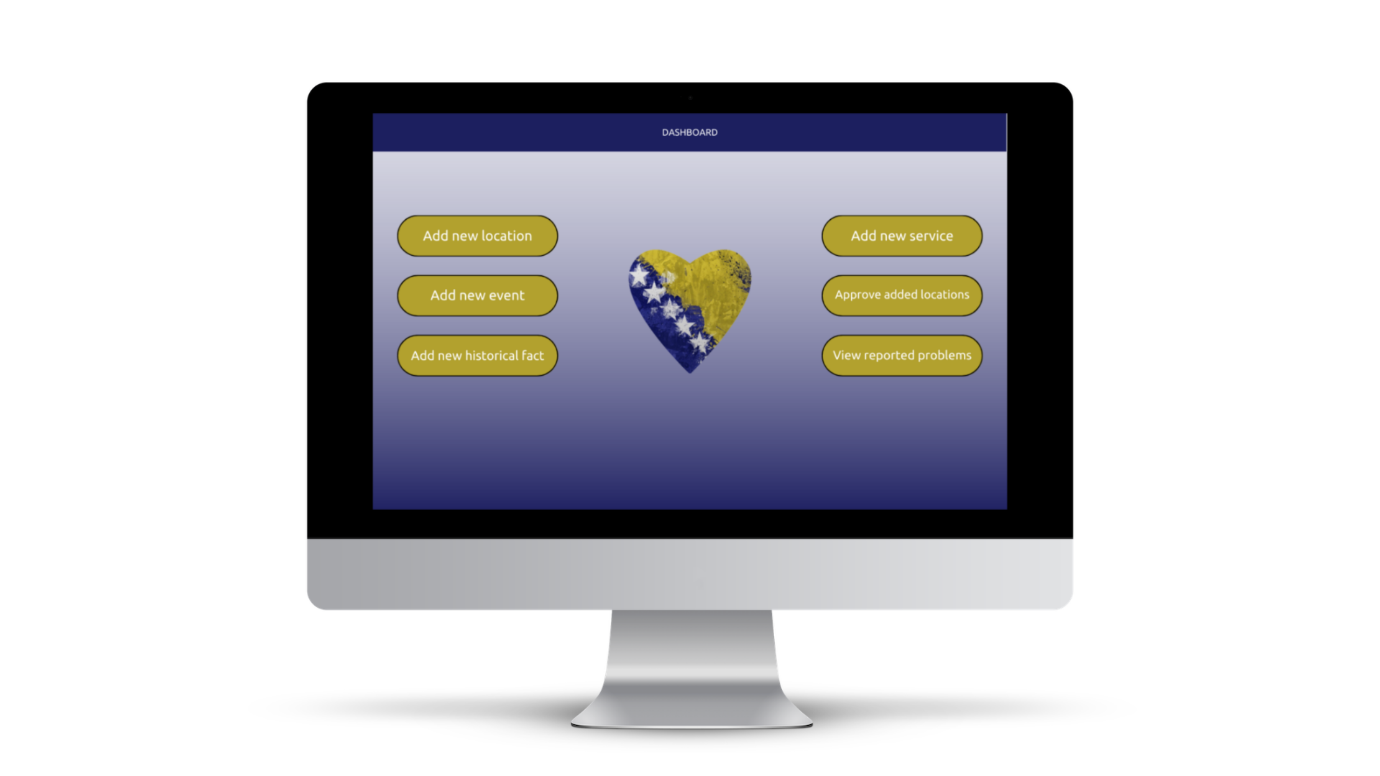 DASHBOARD
Add new location
Add new event
Add new historical fact
Add new service
Approve added locations
View reported problems